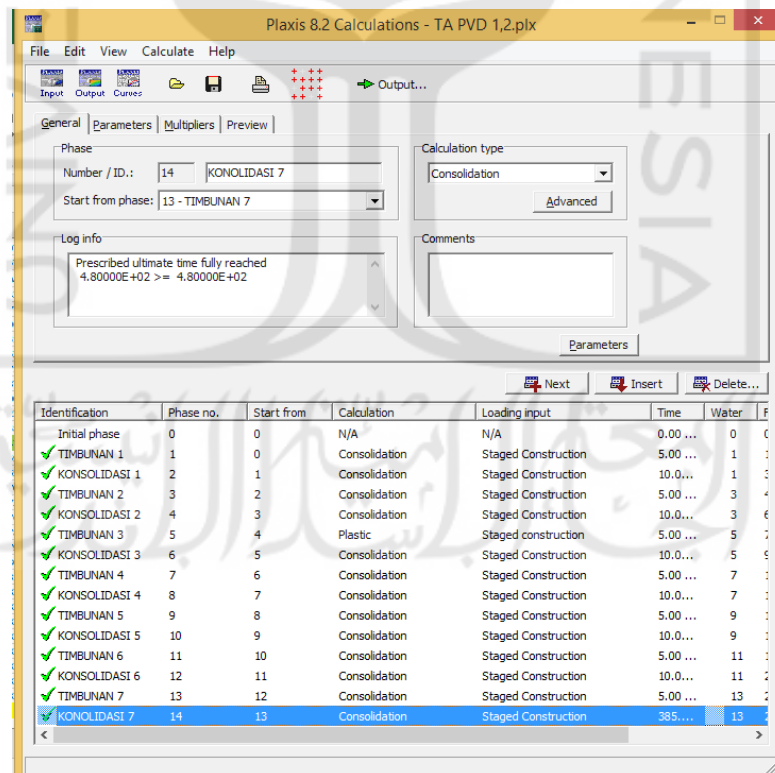 Plaxis 8.2 Calculations - TA PVD 1,2.plx
File Edit View Calculate Help
Input Output Curves Output...
General Parameters Multipliers Preview
Phase
Number / ID.: 14 KONOLIDASI 7
Start from phase: 13 - TIMBUNAN 7
Calculation type
Consolidation
Advanced
Log info
Prescribed ultimate time fully reached
4.80000E+02 >= 4.80000E+02
Comments
Parameters
Next Insert Delete...
Identification Phase no. Start from Calculation Loading input Time Water F
Initial phase 0 0 N/A N/A 0.00 ... 0
TIMBUNAN 1 1 0 Consolidation Staged Construction 5.00 ... 1
KONSOLIDASI 1 2 1 Consolidation Staged Construction 10.0... 1
TIMBUNAN 2 3 2 Consolidation Staged Construction 5.00 ... 3
KONSOLIDASI 2 4 3 Consolidation Staged Construction 10.0... 3
TIMBUNAN 3 5 4 Plastic Staged construction 5.00 ... 5
KONSOLIDASI 3 6 5 Consolidation Staged Construction 10.0... 5
TIMBUNAN 4 7 6 Consolidation Staged Construction 5.00 ... 7
KONSOLIDASI 4 8 7 Consolidation Staged Construction 10.0... 7
TIMBUNAN 5 9 8 Consolidation Staged Construction 5.00 ... 9
KONSOLIDASI 5 10 9 Consolidation Staged Construction 10.0... 9
TIMBUNAN 6 11 10 Consolidation Staged Construction 5.00 ... 11
KONSOLIDASI 6 12 11 Consolidation Staged Construction 10.0... 11
TIMBUNAN 7 13 12 Consolidation Staged Construction 5.00 ... 13
KONOLIDASI 7 14 13 Consolidation Staged Construction 385.... 13